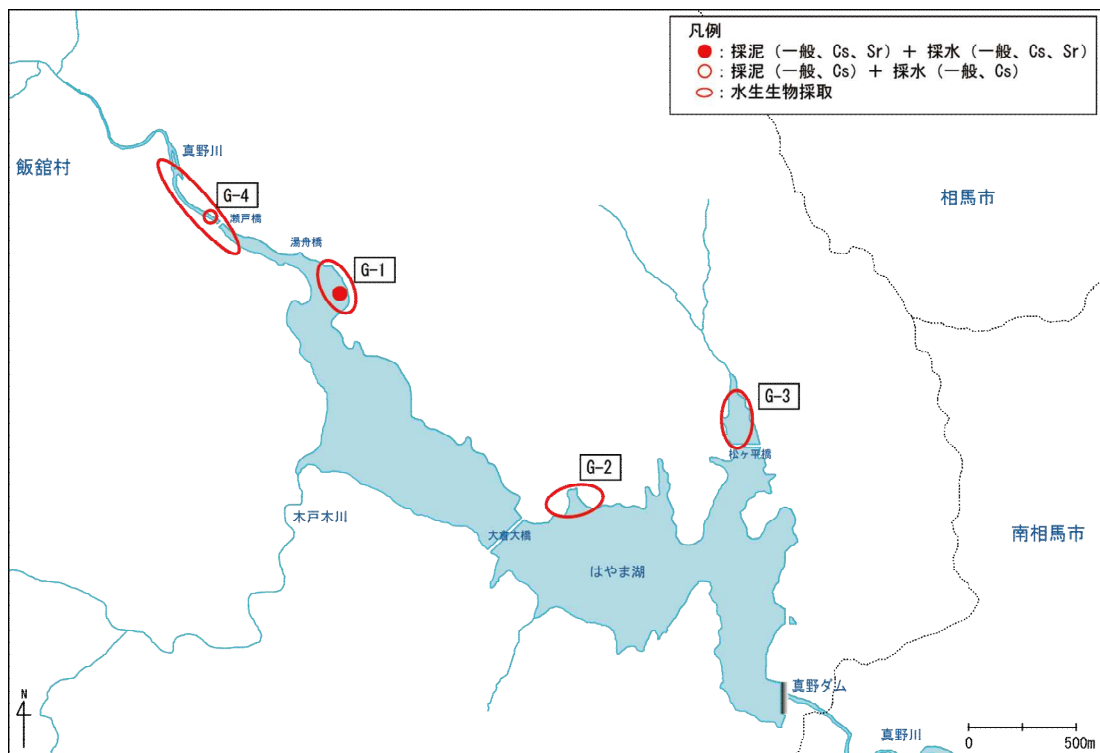 凡例
：採泥（一般、Cs、Sr）＋ 採水（一般、Cs、Sr）
：採泥（一般、Cs）＋ 採水（一般、Cs）
：水生生物採取
真野川
飯舘村
G-4
瀬戸橋
相馬市
湯舟橋
G-1
G-3
松ヶ平橋
G-2
木戸木川
大倉大橋
南相馬市
はやま湖
真野ダム
N
真野川
0 500m